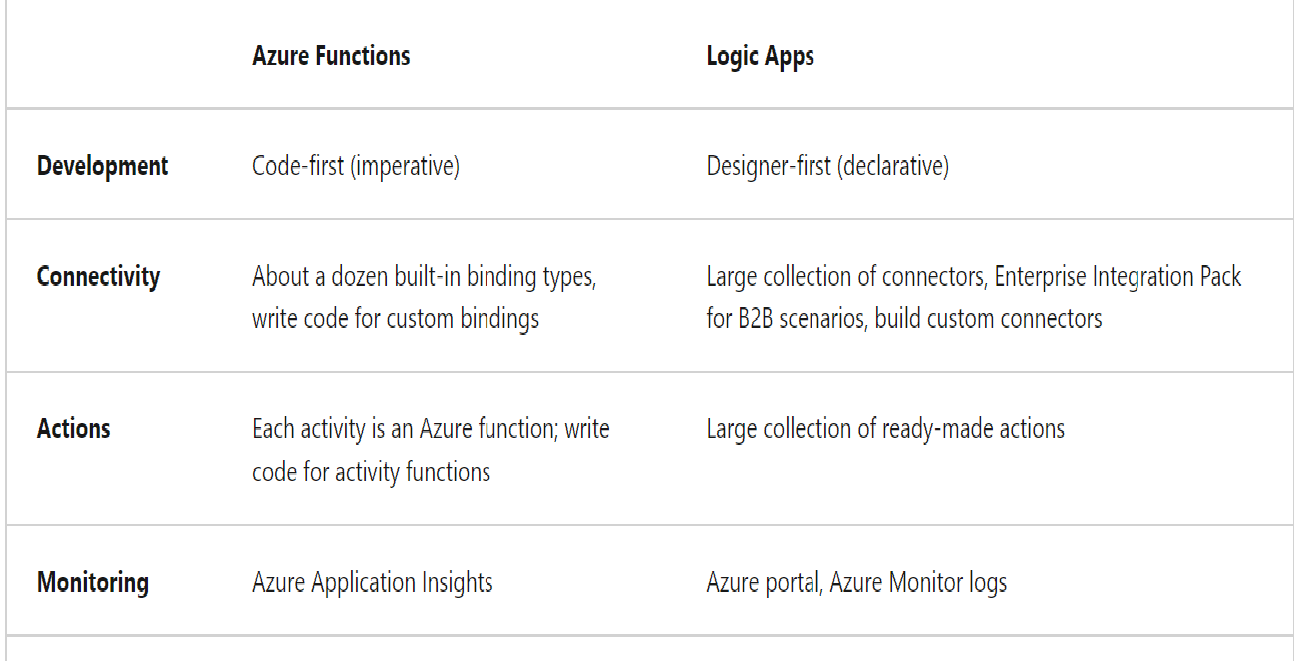 Azure Functions Logic Apps
Development Code-first (imperative) Designer-first (declarative)
Connectivity About a dozen built-in binding types, Large collection of connectors, Enterprise Integration Pack
write code for custom bindings for B2B scenarios, build custom connectors
Actions Each activity is an Azure function; write Large collection of ready-made actions
code for activity functions
Monitoring Azure Application Insights Azure portal, Azure Monitor logs